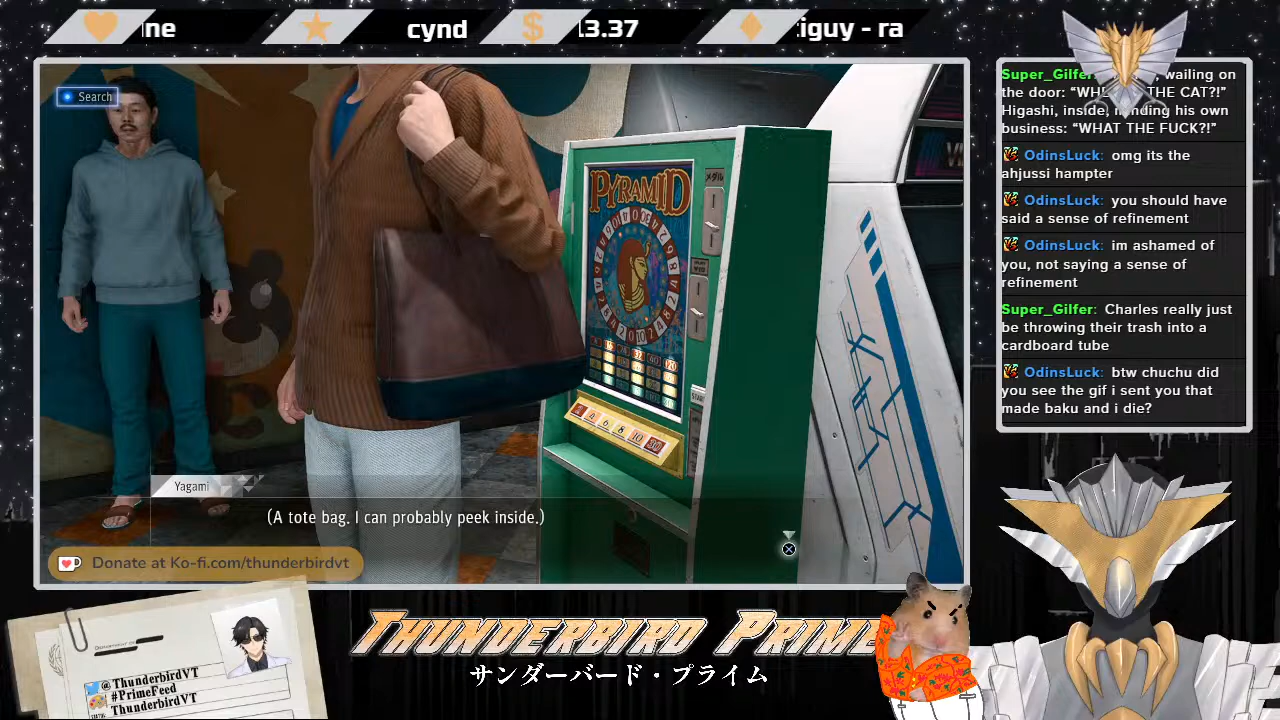 ne
cynd
13.37
tiguy - ra
Search
PYRAMID
メダル
Yagami
(A tote bag. I can probably peek inside.)
Donate at Ko-fi.com/thunderbirdvt
Super_Gilfer: wailing on
the door: “WH THE CAT?!”
Higashi, inside, minding his own
business: “WHAT THE FUCK?!”
OdinsLuck: omg its the
ahjussi hampter
OdinsLuck: you should have
said a sense of refinement
OdinsLuck: im ashamed of
you, not saying a sense of
refinement
Super_Gilfer: Charles really just
be throwing their trash into a
cardboard tube
OdinsLuck: btw chuchu did
you see the gif i sent you that
made baku and i die?
@ThunderbirdVT
#PrimeFeed
ThunderbirdVT
THUNDERBIRD PRIME
サンダーバード・プライム